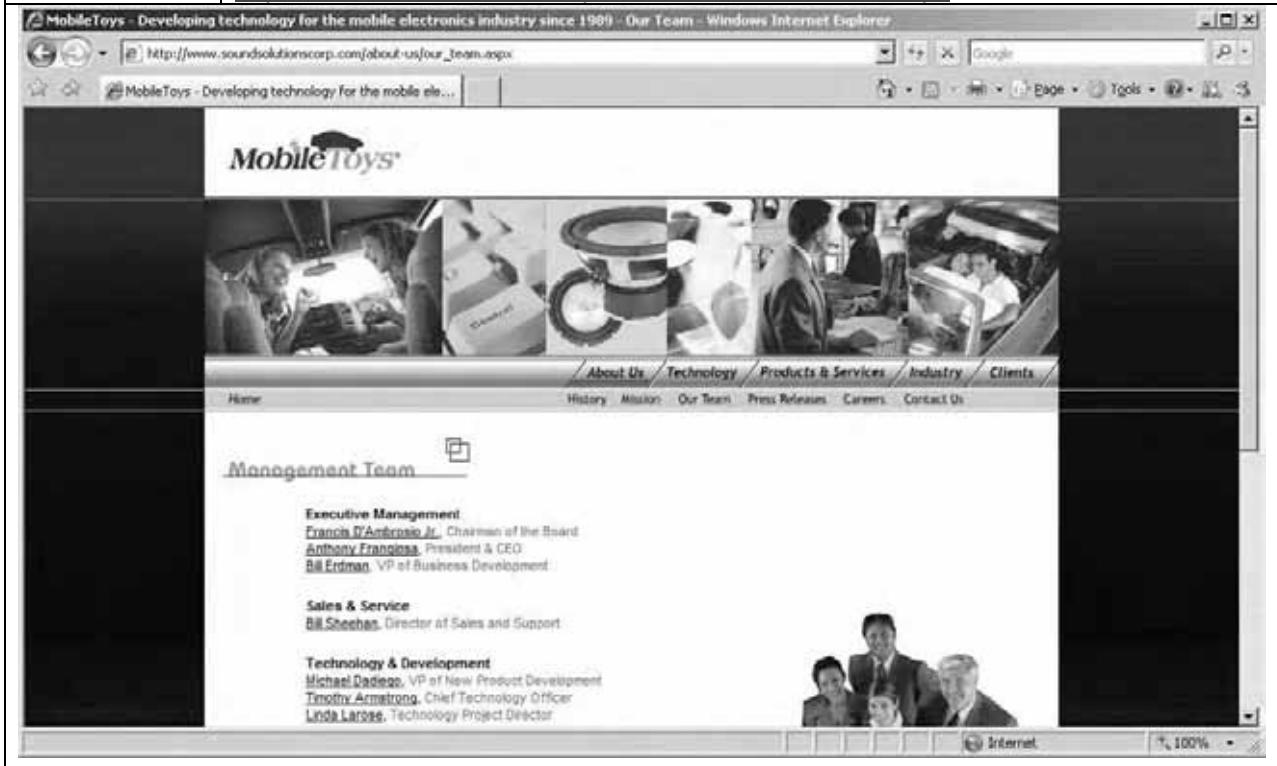 MobileToys - Developing technology for the mobile electronics industry since 1989 - Our Team - Windows Internet Explorer
http://www.soundsolutionscorp.com/about-us/our_team.aspx
Google
MobileToys - Developing technology for the mobile ele...
Page
Tools
MobileToys
About Us
Technology
Products & Services
Industry
Clients
Home
History
Mission
Our Team
Press Releases
Careers
Contact Us
Management Team
Executive Management
Francis D'Ambrosio Jr., Chairman of the Board
Anthony Frangiosa, President & CEO
Bill Erdman, VP of Business Development
Sales & Service
Bill Sheehan, Director of Sales and Support
Technology & Development
Michael Dadiego, VP of New Product Development
Timothy Armstrong, Chief Technology Officer
Linda Larose, Technology Project Director
Internet
100%